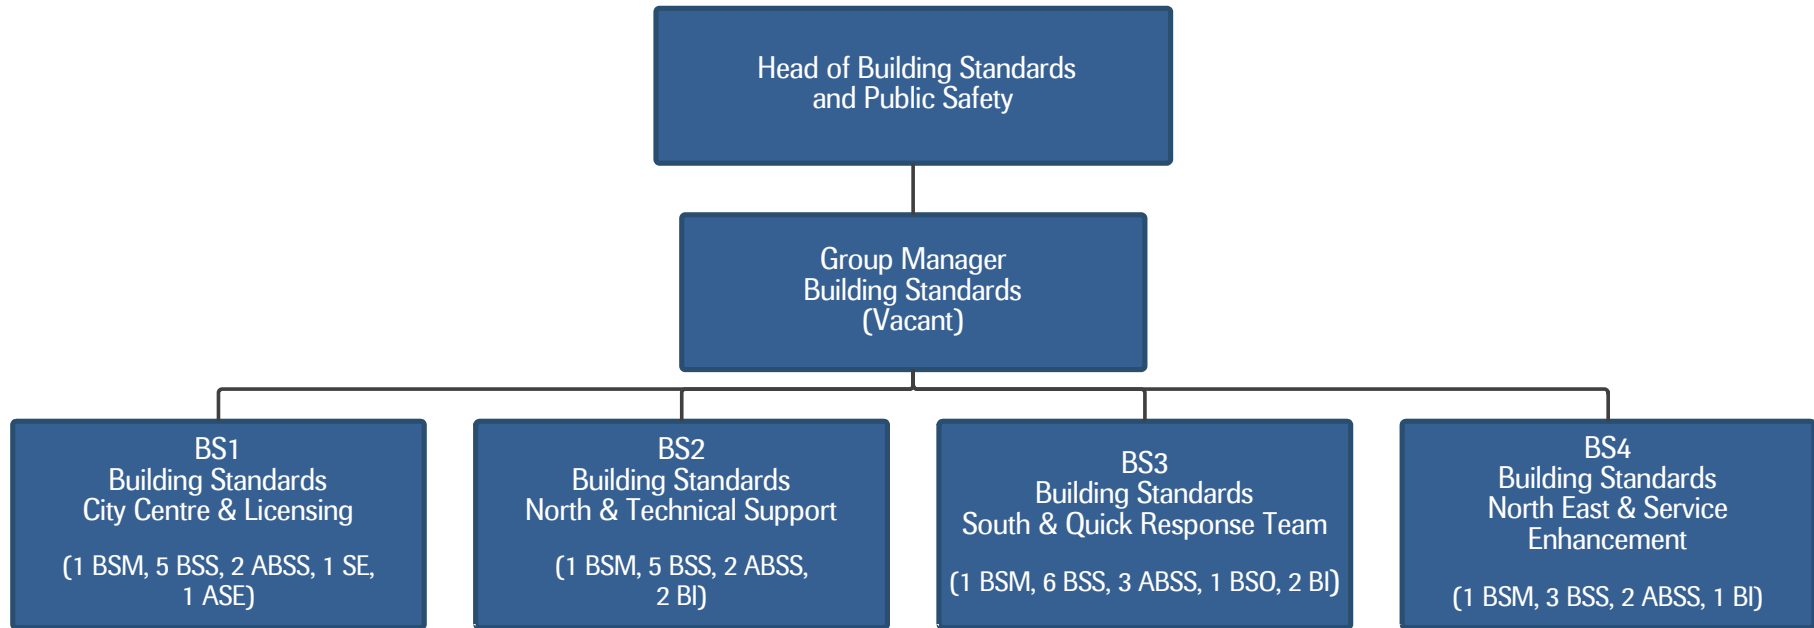 Head of Building Standards
and Public Safety
Group Manager
Building Standards
(Vacant)
BS1
Building Standards
City Centre & Licensing
(1 BSM, 5 BSS, 2 ABSS, 1 SE,
1 ASE)
BS2
Building Standards
North & Technical Support
(1 BSM, 5 BSS, 2 ABSS,
2 BI)
BS3
Building Standards
South & Quick Response Team
(1 BSM, 6 BSS, 3 ABSS, 1 BSO, 2 BI)
BS4
Building Standards
North East & Service
Enhancement
(1 BSM, 3 BSS, 2 ABSS, 1 BI)